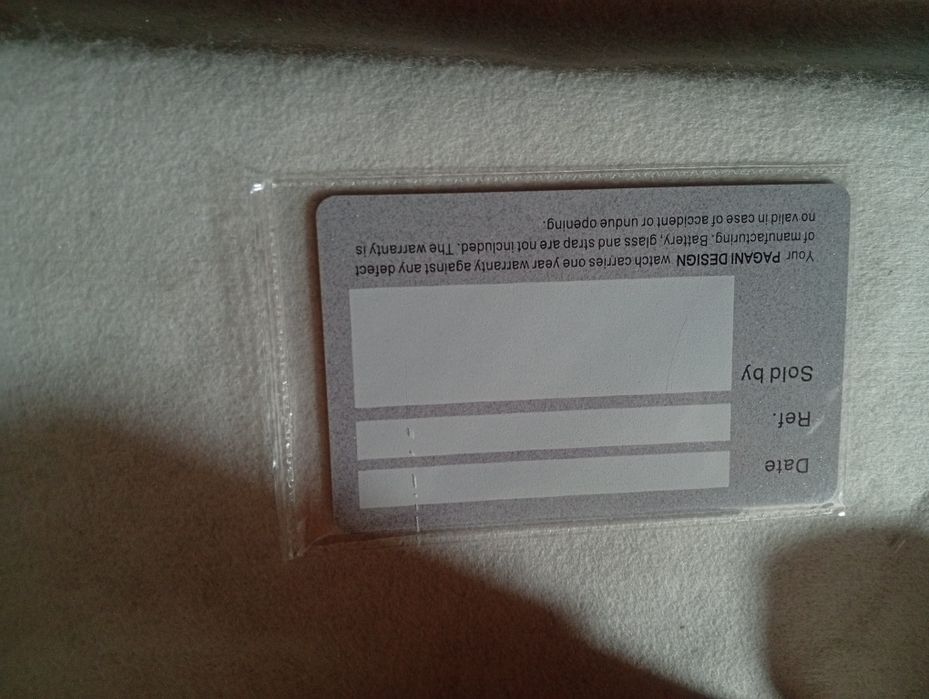 Date
Ref.
Sold by
Your PAGANI DESIGN watch carries one year warranty against any defect
of manufacturing. Battery, glass and strap are not included. The warranty is
no valid in case of accident or undue opening.